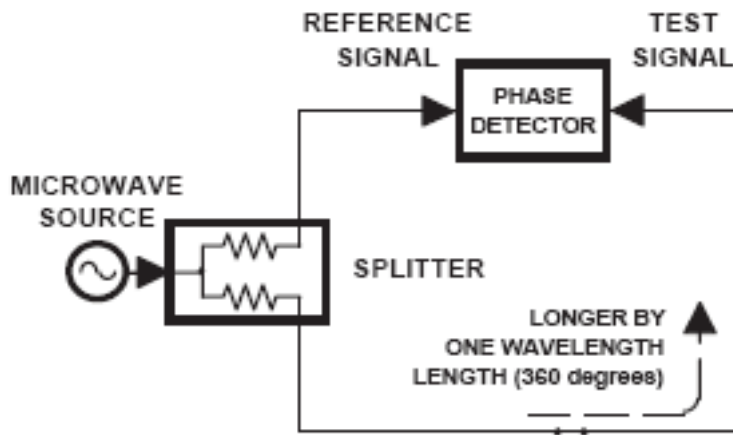 REFERENCE
SIGNAL
TEST
SIGNAL
PHASE
DETECTOR
MICROWAVE
SOURCE
SPLITTER
LONGER BY
ONE WAVELENGTH
LENGTH (360 degrees)